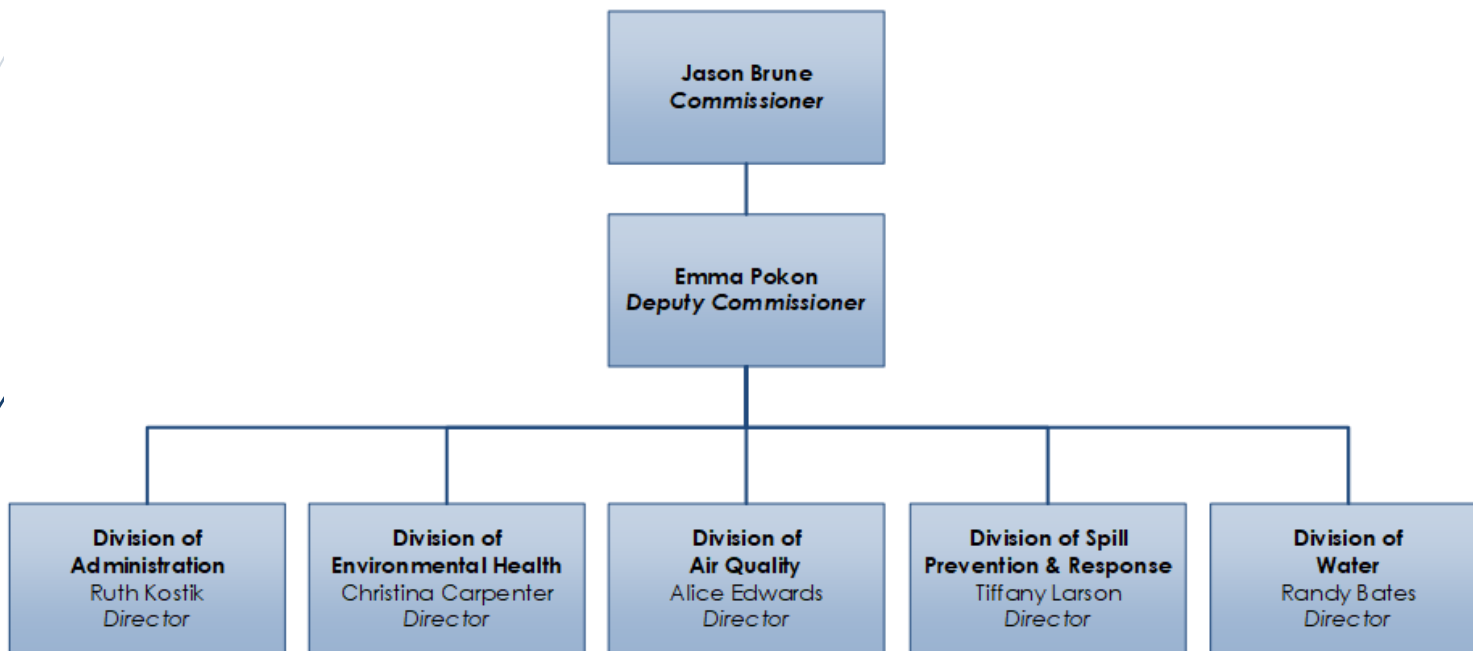 Jason Brune
Commissioner
Emma Pokon
Deputy Commissioner
Division of
Administration
Ruth Kostik
Director
Division of
Environmental Health
Christina Carpenter
Director
Division of
Air Quality
Alice Edwards
Director
Division of Spill
Prevention & Response
Tiffany Larson
Director
Division of
Water
Randy Bates
Director